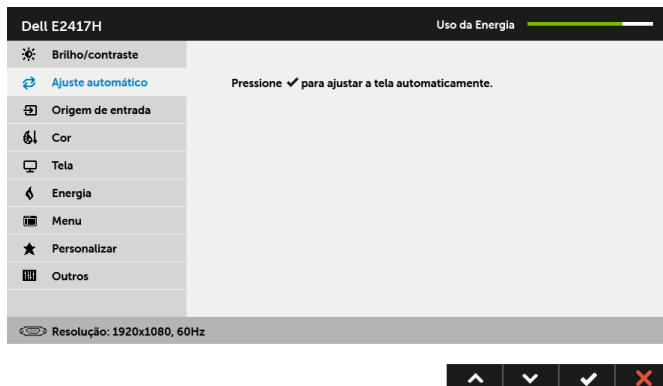 Dell E2417H
Uso da Energia
Brilho/contraste
Ajuste automático
Pressione ✔ para ajustar a tela automaticamente.
Origem de entrada
Cor
Tela
Energia
Menu
Personalizar
Outros
Resolução: 1920x1080, 60Hz